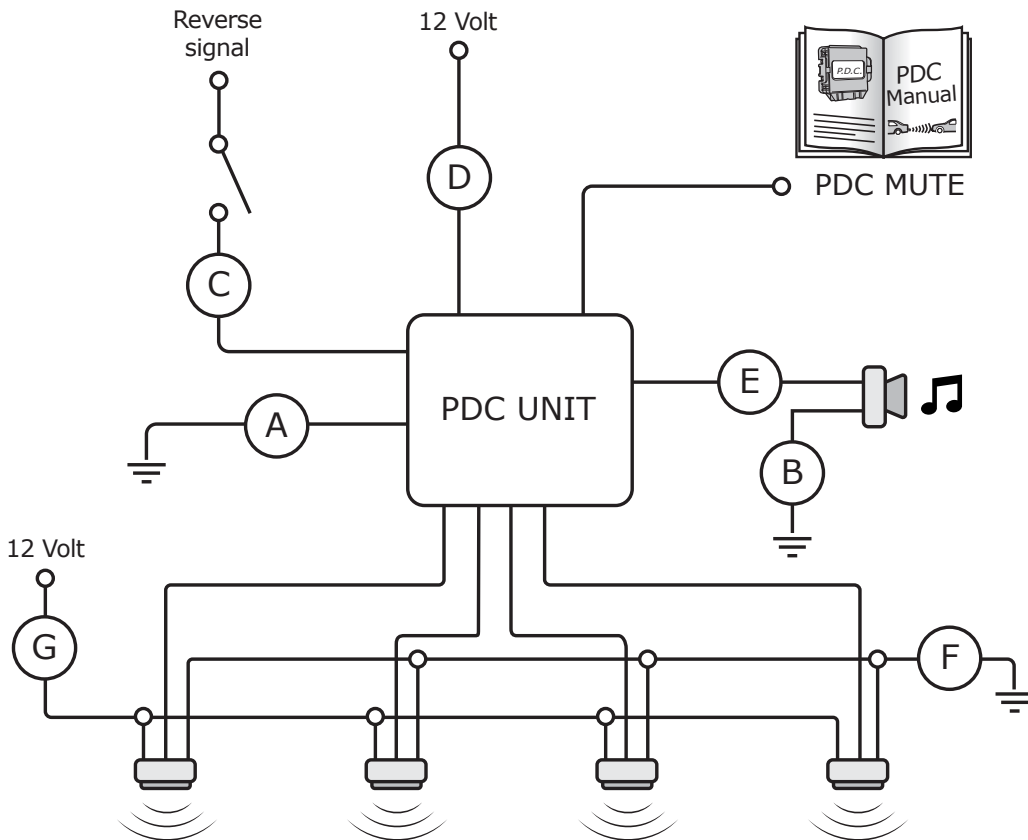 Reverse
signal
12 Volt
P.D.C.
PDC
Manual
PDC MUTE
D
C
PDC UNIT
E
A
B
12 Volt
G
F